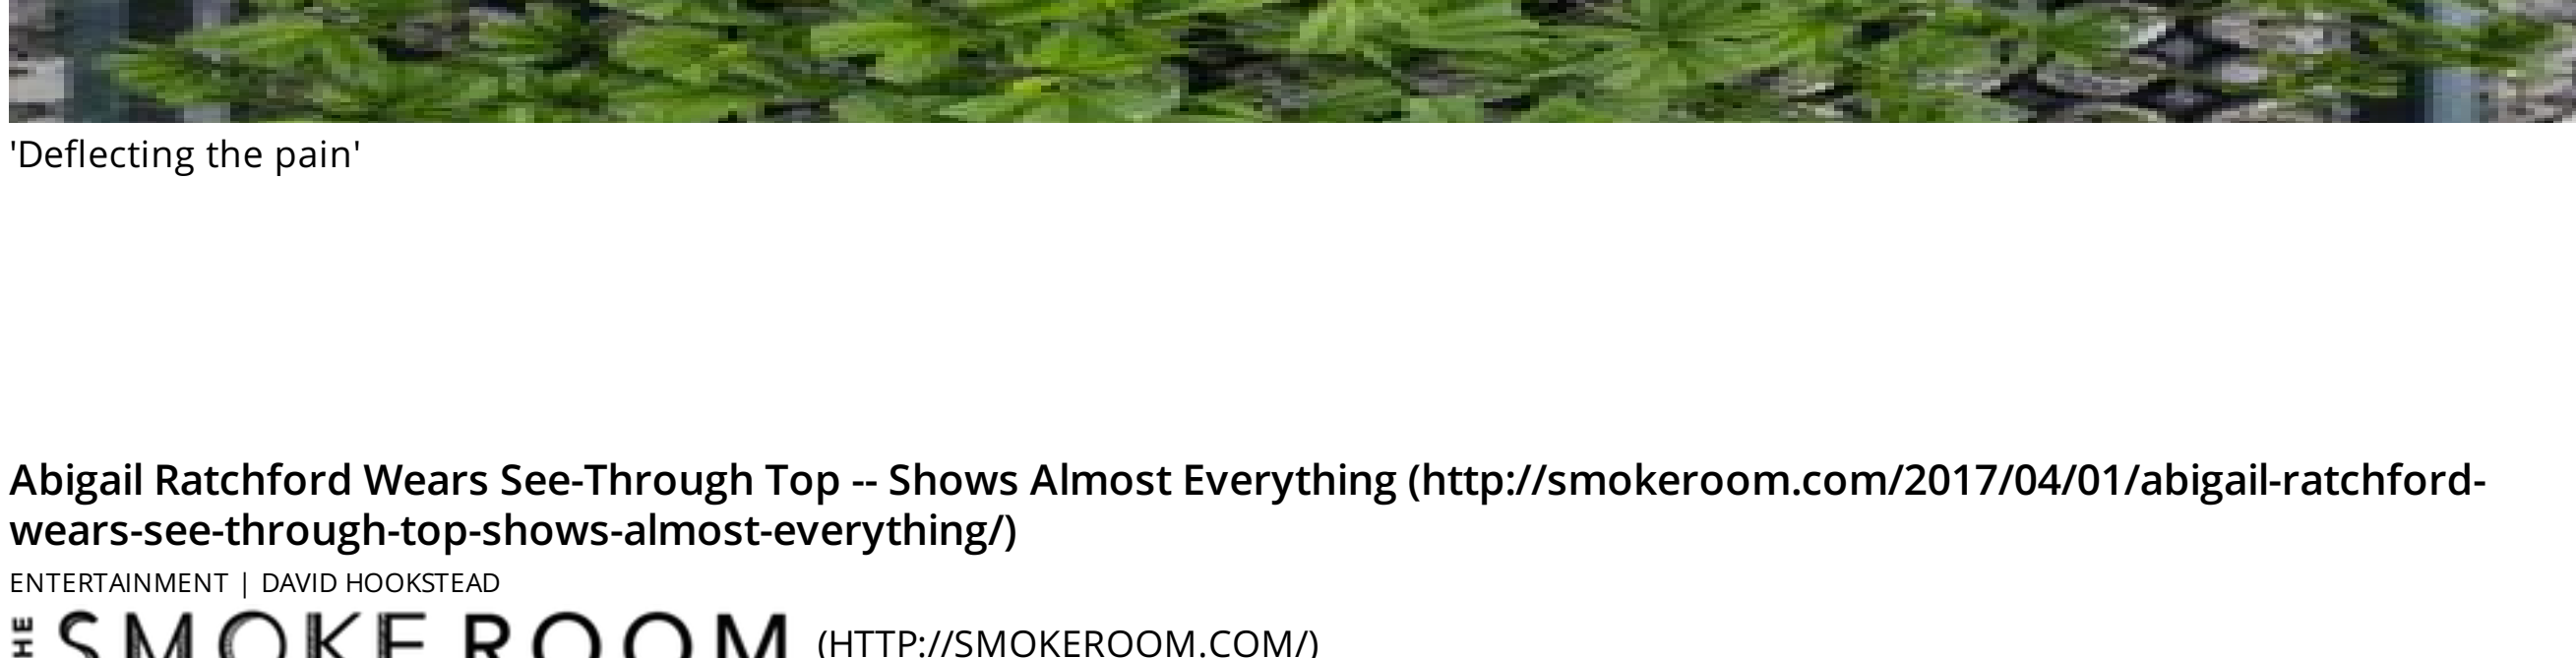 'Deflecting the pain'
Abigail Ratchford Wears See-Through Top -- Shows Almost Everything (http://smokeroom.com/2017/04/01/abigail-ratchford-
wears-see-through-top-shows-almost-everything/)
ENTERTAINMENT | DAVID HOOKSTEAD
THE SMOKE ROOM (HTTP://SMOKEROOM.COM/)